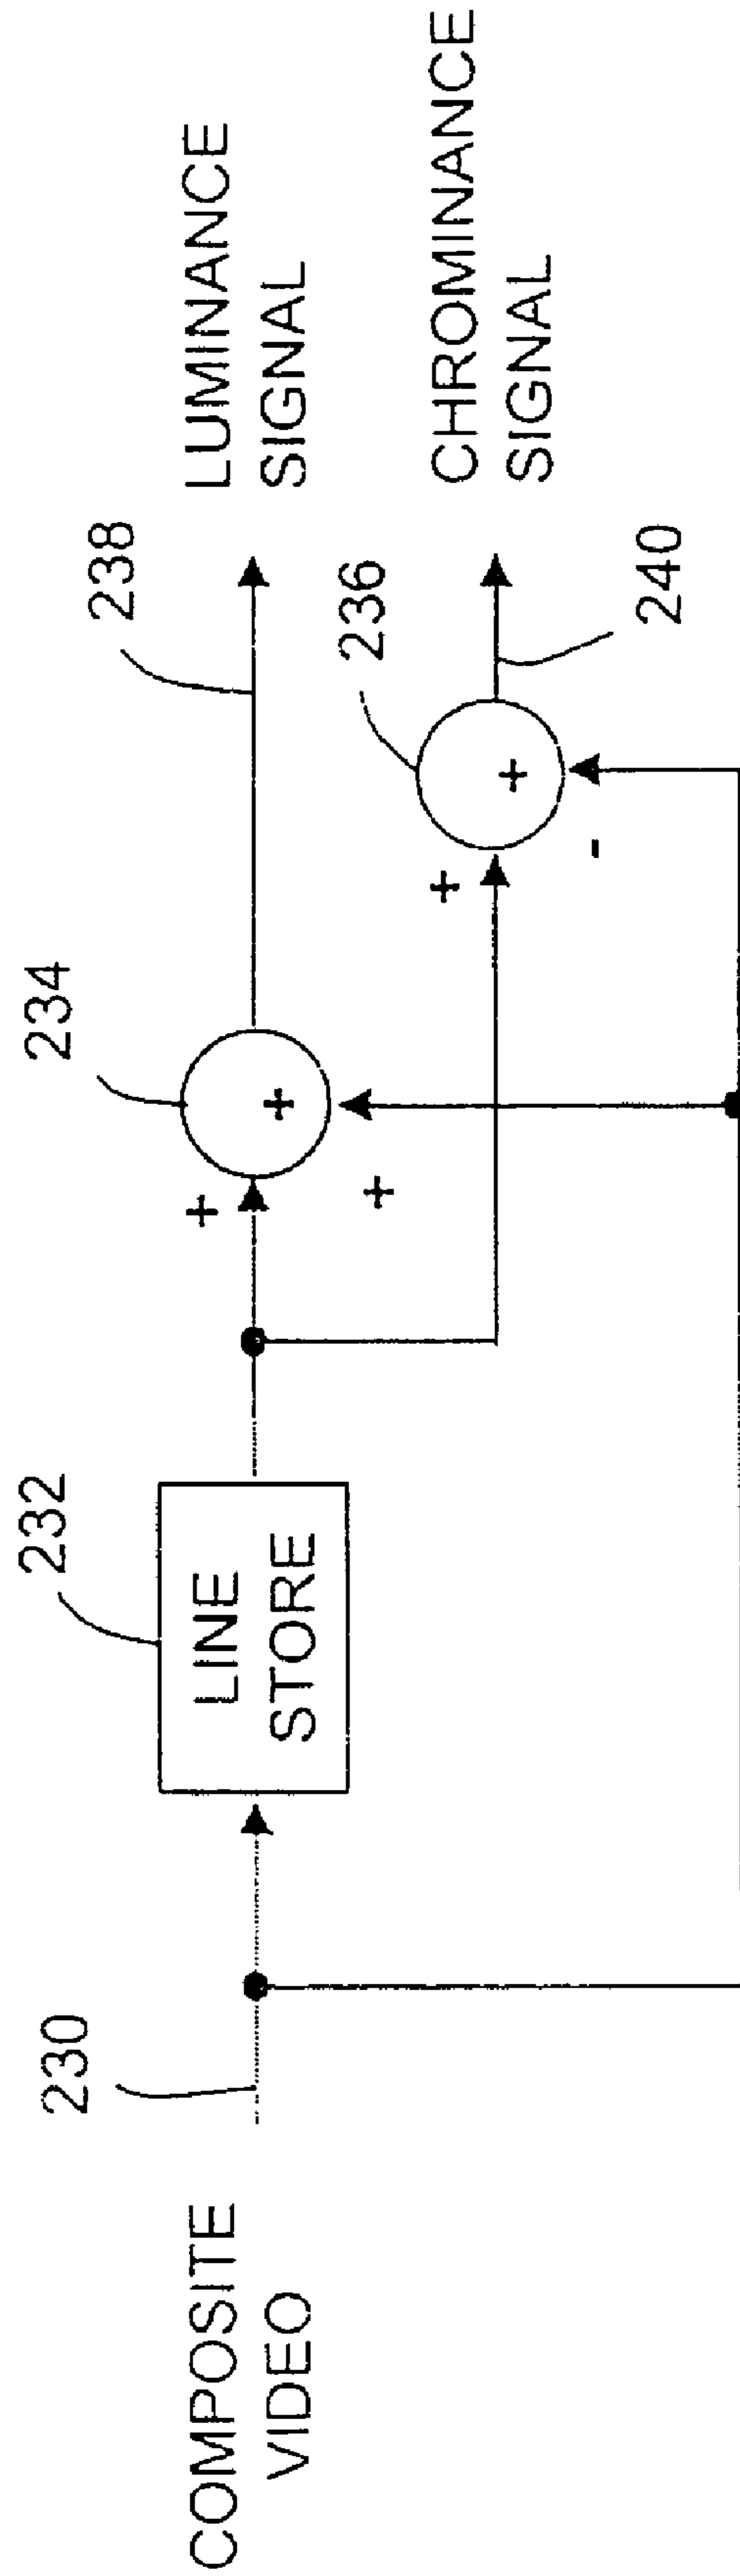 COMPOSITE
VIDEO
230
LINE
STORE
232
+
+
+
234
238
LUMINANCE
SIGNAL
+
-
+
236
240
CHROMINANCE
SIGNAL